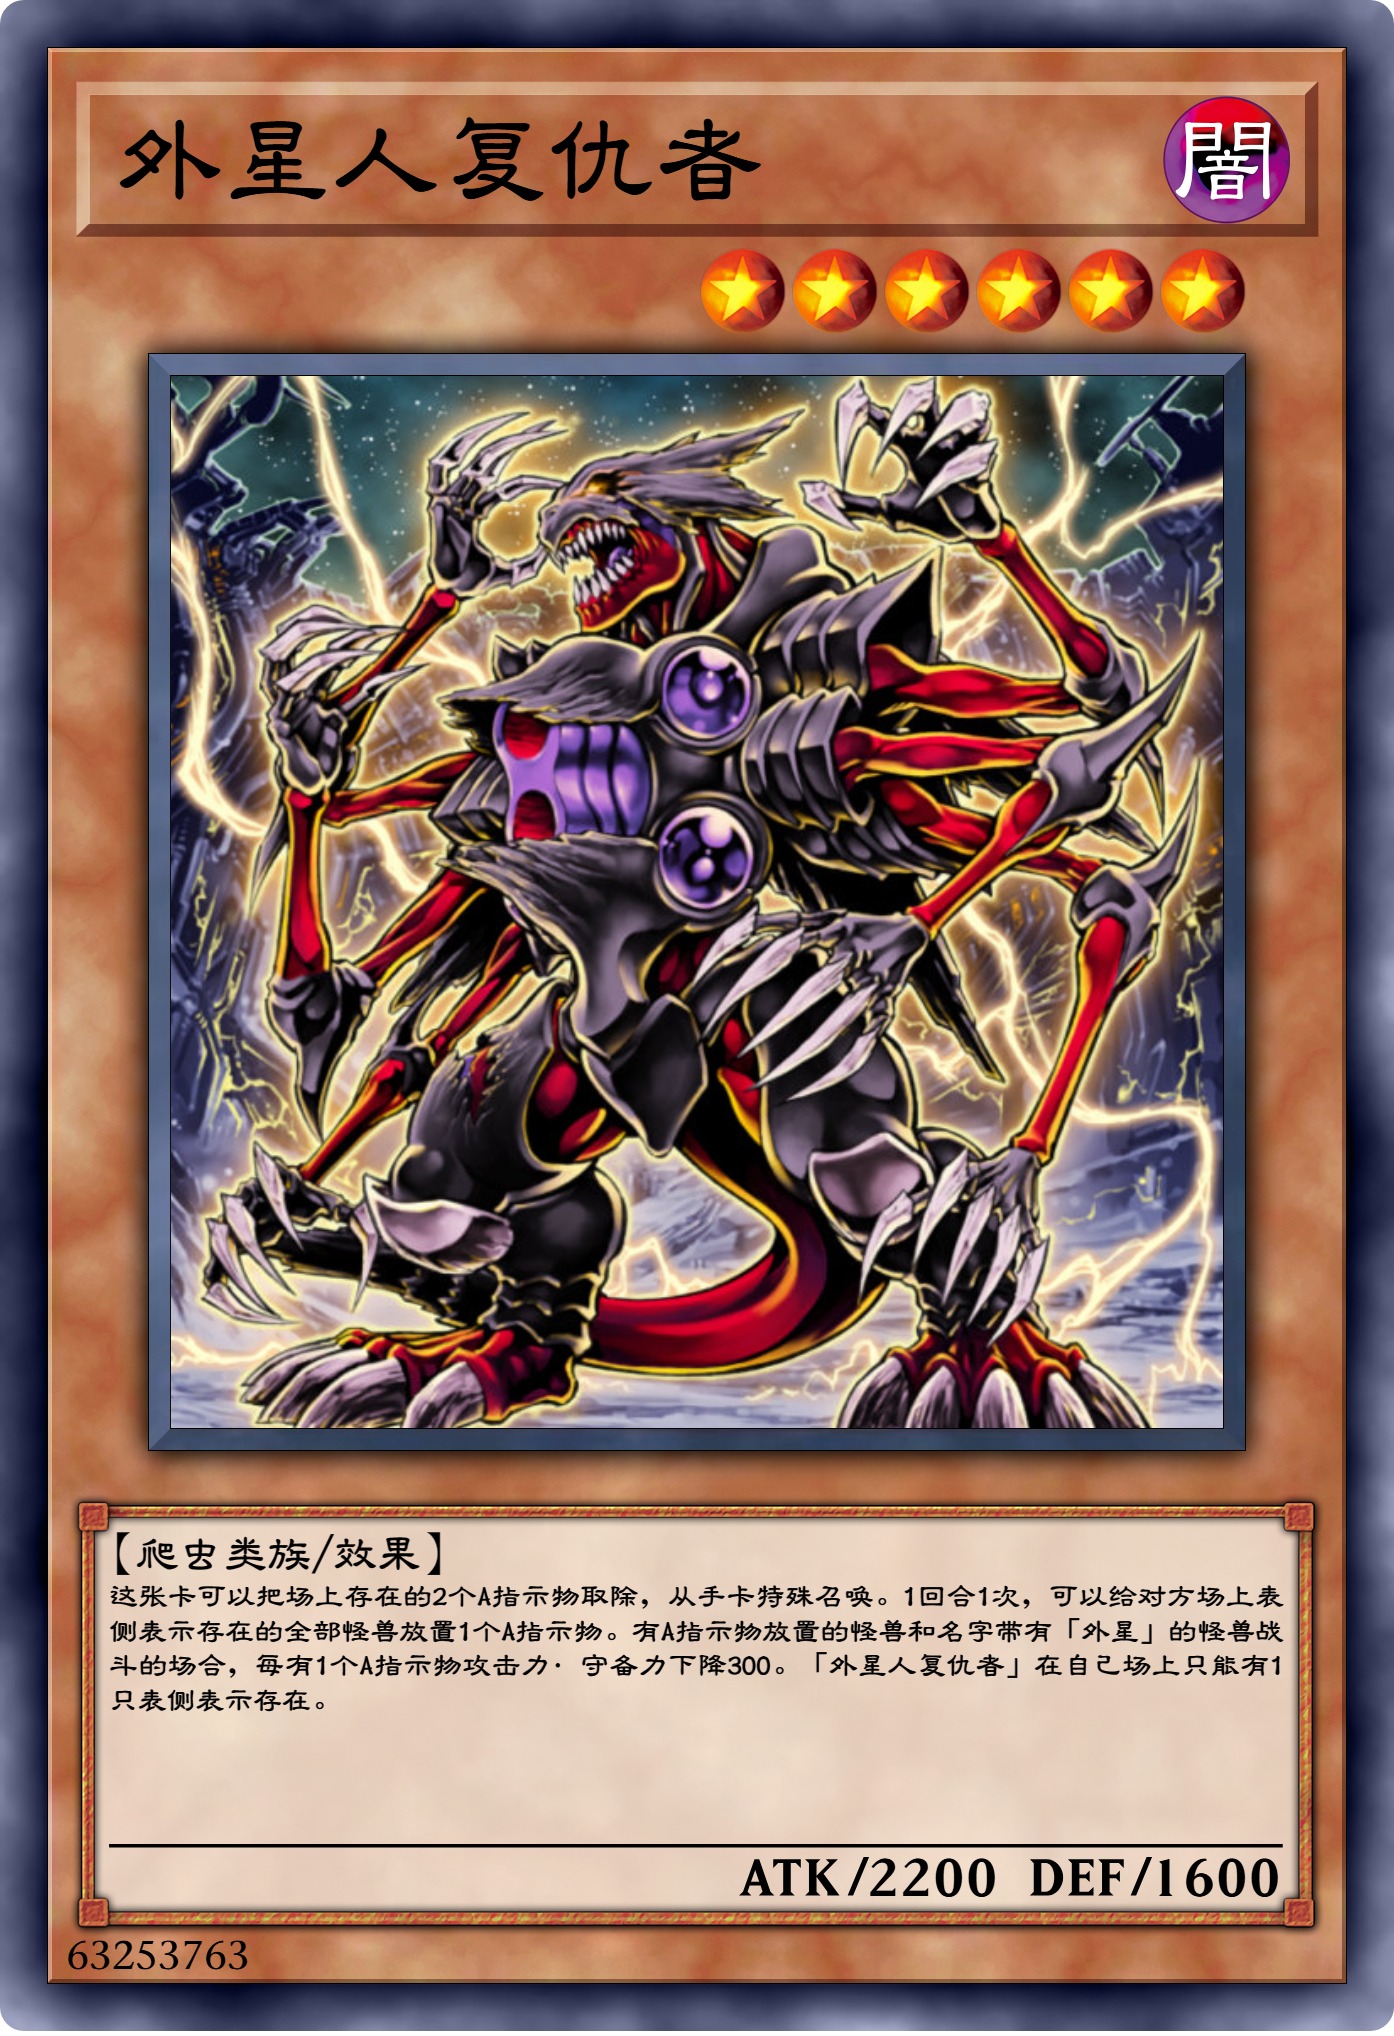 外星人复仇者
闇
【爬虫类族/效果】
这张卡可以把场上存在的2个A指示物取除，从手卡特殊召唤。1回合1次，可以给对方场上表
侧表示存在的全部怪兽放置1个A指示物。有A指示物放置的怪兽和名字带有「外星」的怪兽战
斗的场合，每有1个A指示物攻击力·守备力下降300。「外星人复仇者」在自己场上只能有1
只表侧表示存在。
ATK/2200 DEF/1600
63253763